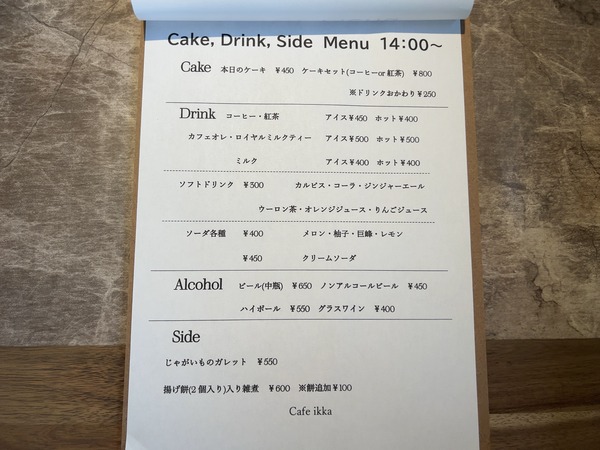 Cake, Drink, Side Menu 14:00～
Cake 本日のケーキ ¥450 ケーキセット(コーヒーor 紅茶) ¥800
※ドリンクおかわり¥250
Drink コーヒー・紅茶 アイス¥450 ホット¥400
カフェオレ・ロイヤルミルクティー アイス¥500 ホット¥500
ミルク アイス¥400 ホット¥400
ソフトドリンク ¥300 カルピス・コーラ・ジンジャーエール
ウーロン茶・オレンジジュース・りんごジュース
ソーダ各種 ¥400 メロン・柚子・巨峰・レモン
¥450 クリームソーダ
Alcohol ビール(中瓶) ¥650 ノンアルコールビール ¥450
ハイボール ¥550 グラスワイン ¥400
Side
じゃがいものガレット ¥550
揚げ餅(2 個入り)入り雑煮 ¥600 ※餅追加¥100
Cafe ikka